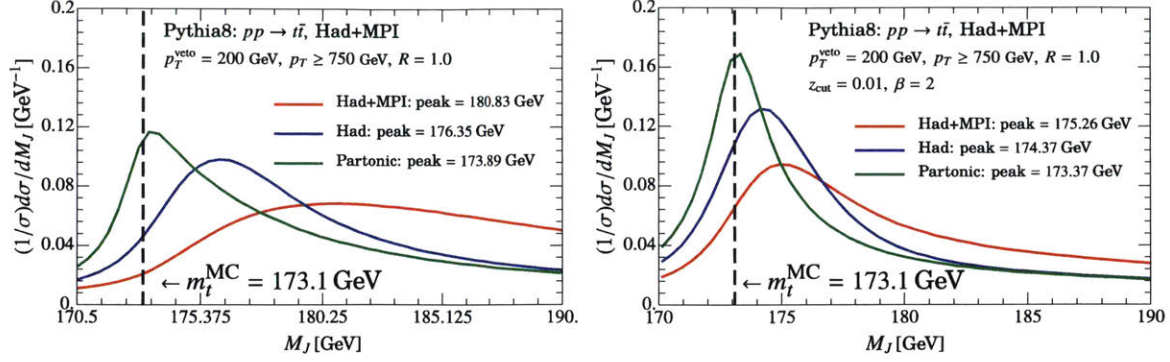 (1/σ)dσ/dM_J [GeV⁻¹]
0.2
0.16
0.12
0.08
0.04
0.
Pythia8: pp → tt̄, Had+MPI
p_T^veto = 200 GeV, p_T ≥ 750 GeV, R = 1.0
Had+MPI: peak = 180.83 GeV
Had: peak = 176.35 GeV
Partonic: peak = 173.89 GeV
← m_t^MC = 173.1 GeV
170.5 175.375 180.25 185.125 190.
M_J [GeV]
(1/σ)dσ/dM_J [GeV⁻¹]
0.2
0.16
0.12
0.08
0.04
0.
Pythia8: pp → tt̄, Had+MPI
p_T^veto = 200 GeV, p_T ≥ 750 GeV, R = 1.0
z_cut = 0.01, β = 2
Had+MPI: peak = 175.26 GeV
Had: peak = 174.37 GeV
Partonic: peak = 173.37 GeV
← m_t^MC = 173.1 GeV
170 175 180 185 190
M_J [GeV]